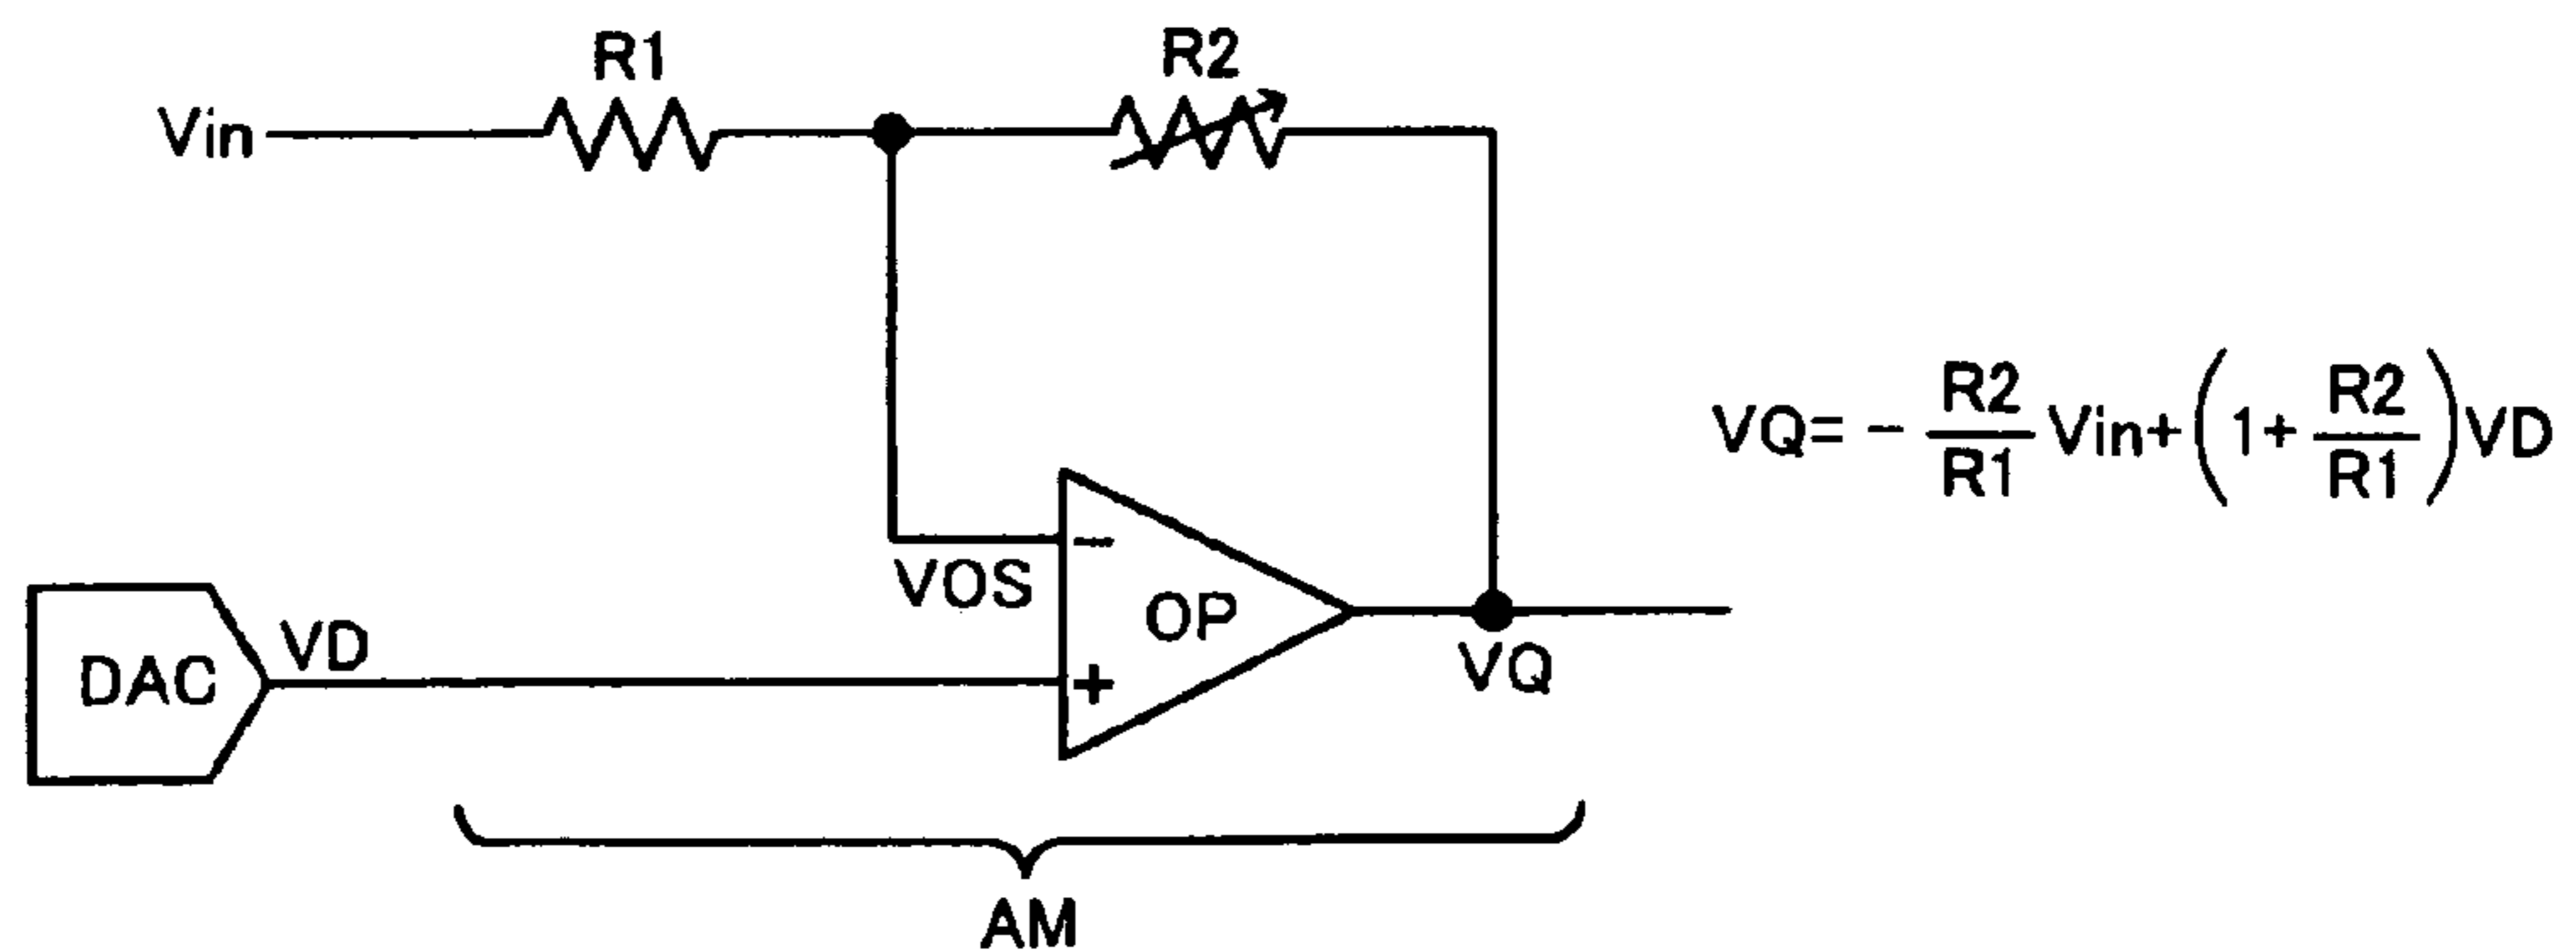 R1
R2
Vin
VQ= - R2/R1 Vin+(1+ R2/R1)VD
-
VOS
OP
DAC
VD
+
VQ
AM